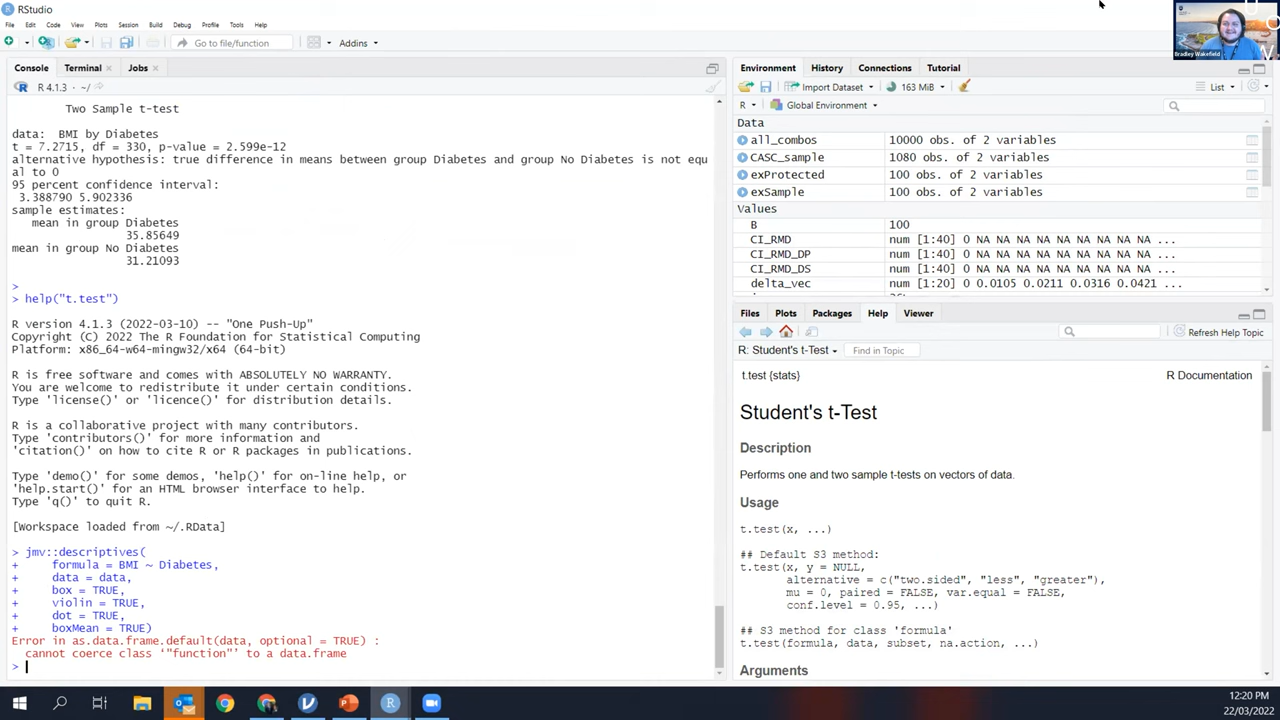 RStudio
File Edit Code View Plots Session Build Debug Profile Tools Help
Go to file/function
Addins
Console Terminal Jobs
R 4.1.3 · ~/
Two Sample t-test
data: BMI by Diabetes
t = 7.2715, df = 330, p-value = 2.599e-12
alternative hypothesis: true difference in means between group Diabetes and group No Diabetes is not equ
al to 0
95 percent confidence interval:
3.388790 5.902336
sample estimates:
mean in group Diabetes
35.85649
mean in group No Diabetes
31.21093
>
> help("t.test")
R version 4.1.3 (2022-03-10) -- "One Push-Up"
Copyright (C) 2022 The R Foundation for Statistical Computing
Platform: x86_64-w64-mingw32/x64 (64-bit)
R is free software and comes with ABSOLUTELY NO WARRANTY.
You are welcome to redistribute it under certain conditions.
Type 'license()' or 'licence()' for distribution details.
R is a collaborative project with many contributors.
Type 'contributors()' for more information and
'citation()' on how to cite R or R packages in publications.
Type 'demo()' for some demos, 'help()' for on-line help, or
'help.start()' for an HTML browser interface to help.
Type 'q()' to quit R.
[Workspace loaded from ~/.RData]
> jmv::descriptives(
+ formula = BMI ~ Diabetes,
+ data = data,
+ box = TRUE,
+ violin = TRUE,
+ dot = TRUE,
+ boxMean = TRUE)
Error in as.data.frame.default(data, optional = TRUE) :
cannot coerce class ‘"function"’ to a data.frame
>
Bradley Wakefield
Environment History Connections Tutorial
Import Dataset 163 MiB List
R Global Environment
Data
all_combos 10000 obs. of 2 variables
CASC_sample 1080 obs. of 2 variables
exProtected 100 obs. of 2 variables
exSample 100 obs. of 2 variables
Values
B 100
CI_RMD num [1:40] 0 NA NA NA NA NA NA NA NA ...
CI_RMD_DP num [1:40] 0 NA NA NA NA NA NA NA NA ...
CI_RMD_DS num [1:40] 0 NA NA NA NA NA NA NA NA ...
delta_vec num [1:20] 0 0.0105 0.0211 0.0316 0.0421 ...
Files Plots Packages Help Viewer
Refresh Help Topic
R: Student's t-Test Find in Topic
t.test {stats} R Documentation
Student's t-Test
Description
Performs one and two sample t-tests on vectors of data.
Usage
t.test(x, ...)
## Default S3 method:
t.test(x, y = NULL,
alternative = c("two.sided", "less", "greater"),
mu = 0, paired = FALSE, var.equal = FALSE,
conf.level = 0.95, ...)
## S3 method for class 'formula'
t.test(formula, data, subset, na.action, ...)
Arguments
12:20 PM
22/03/2022